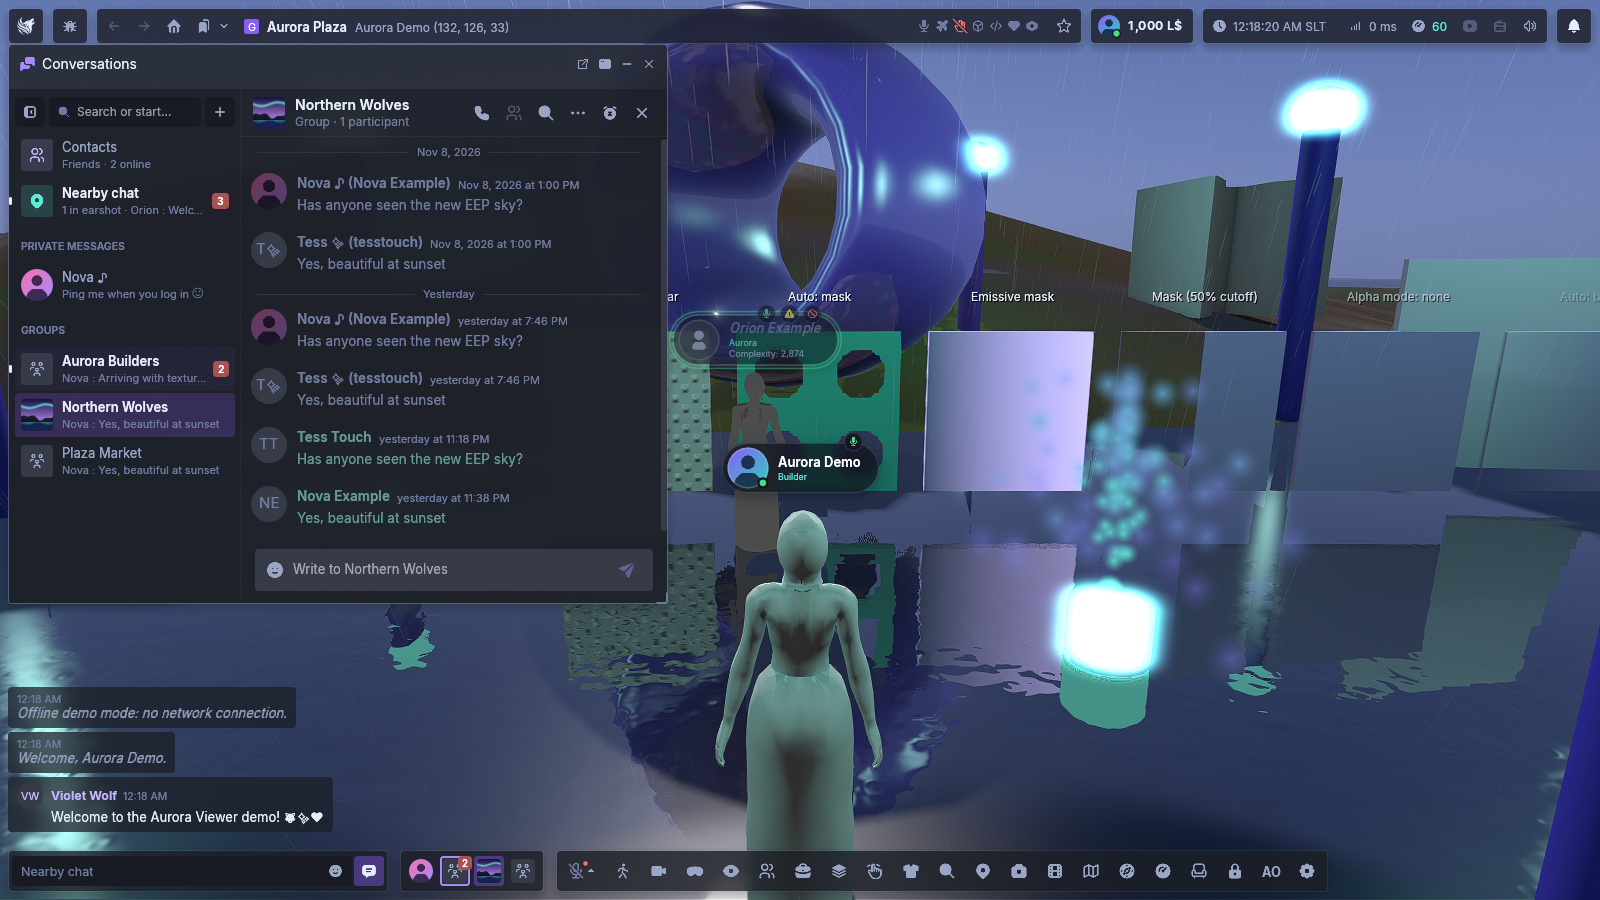 G Aurora Plaza Aurora Demo (132, 126, 33)
1,000 L$
12:18:20 AM SLT
0 ms
60
Conversations
Search or start...
Contacts
Friends · 2 online
Nearby chat
1 in earshot · Orion : Welc...
3
PRIVATE MESSAGES
Nova ♪
Ping me when you log in ☺
GROUPS
Aurora Builders
Nova : Arriving with textur...
2
Northern Wolves
Nova : Yes, beautiful at sunset
Plaza Market
Nova : Yes, beautiful at sunset
Northern Wolves
Group · 1 participant
Nov 8, 2026
Nova ♪ (Nova Example) Nov 8, 2026 at 1:00 PM
Has anyone seen the new EEP sky?
T✧
Tess ✧ (tesstouch) Nov 8, 2026 at 1:00 PM
Yes, beautiful at sunset
Yesterday
Nova ♪ (Nova Example) yesterday at 7:46 PM
Has anyone seen the new EEP sky?
T✧
Tess ✧ (tesstouch) yesterday at 7:46 PM
Yes, beautiful at sunset
TT
Tess Touch yesterday at 11:18 PM
Has anyone seen the new EEP sky?
NE
Nova Example yesterday at 11:38 PM
Yes, beautiful at sunset
Write to Northern Wolves
ar
Auto: mask
Emissive mask
Mask (50% cutoff)
Alpha mode: none
Auto: b
Orion Example
Aurora
Complexity: 2,874
Aurora Demo
Builder
12:18 AM
Offline demo mode: no network connection.
12:18 AM
Welcome, Aurora Demo.
VW
Violet Wolf 12:18 AM
Welcome to the Aurora Viewer demo! 🐺✧♥
Nearby chat
2
AO